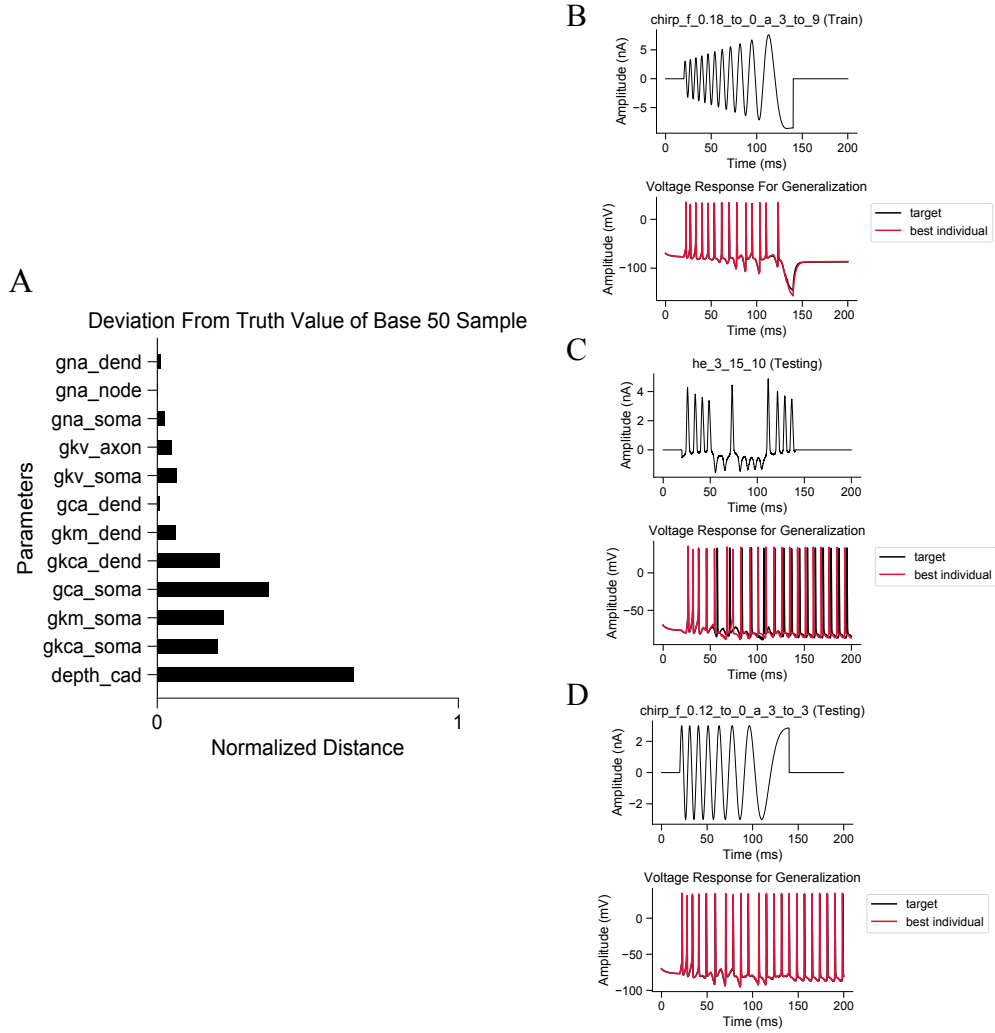 A
Deviation From Truth Value of Base 50 Sample
Parameters
gna_dend
gna_node
gna_soma
gkv_axon
gkv_soma
gca_dend
gkm_dend
gkca_dend
gca_soma
gkm_soma
gkca_soma
depth_cad
0 1
Normalized Distance
B
chirp_f_0.18_to_0_a_3_to_9 (Train)
Amplitude (nA)
5
0
−5
0 50 100 150 200
Time (ms)
Voltage Response For Generalization
Amplitude (mV)
0
−100
0 50 100 150 200
Time (ms)
target
best individual
C
he_3_15_10 (Testing)
Amplitude (nA)
4
2
0
0 50 100 150 200
Time (ms)
Voltage Response for Generalization
Amplitude (mV)
0
−50
0 50 100 150 200
Time (ms)
target
best individual
D
chirp_f_0.12_to_0_a_3_to_3 (Testing)
Amplitude (nA)
2
0
−2
0 50 100 150 200
Time (ms)
Voltage Response for Generalization
Amplitude (mV)
0
−50
−100
0 50 100 150 200
Time (ms)
target
best individual